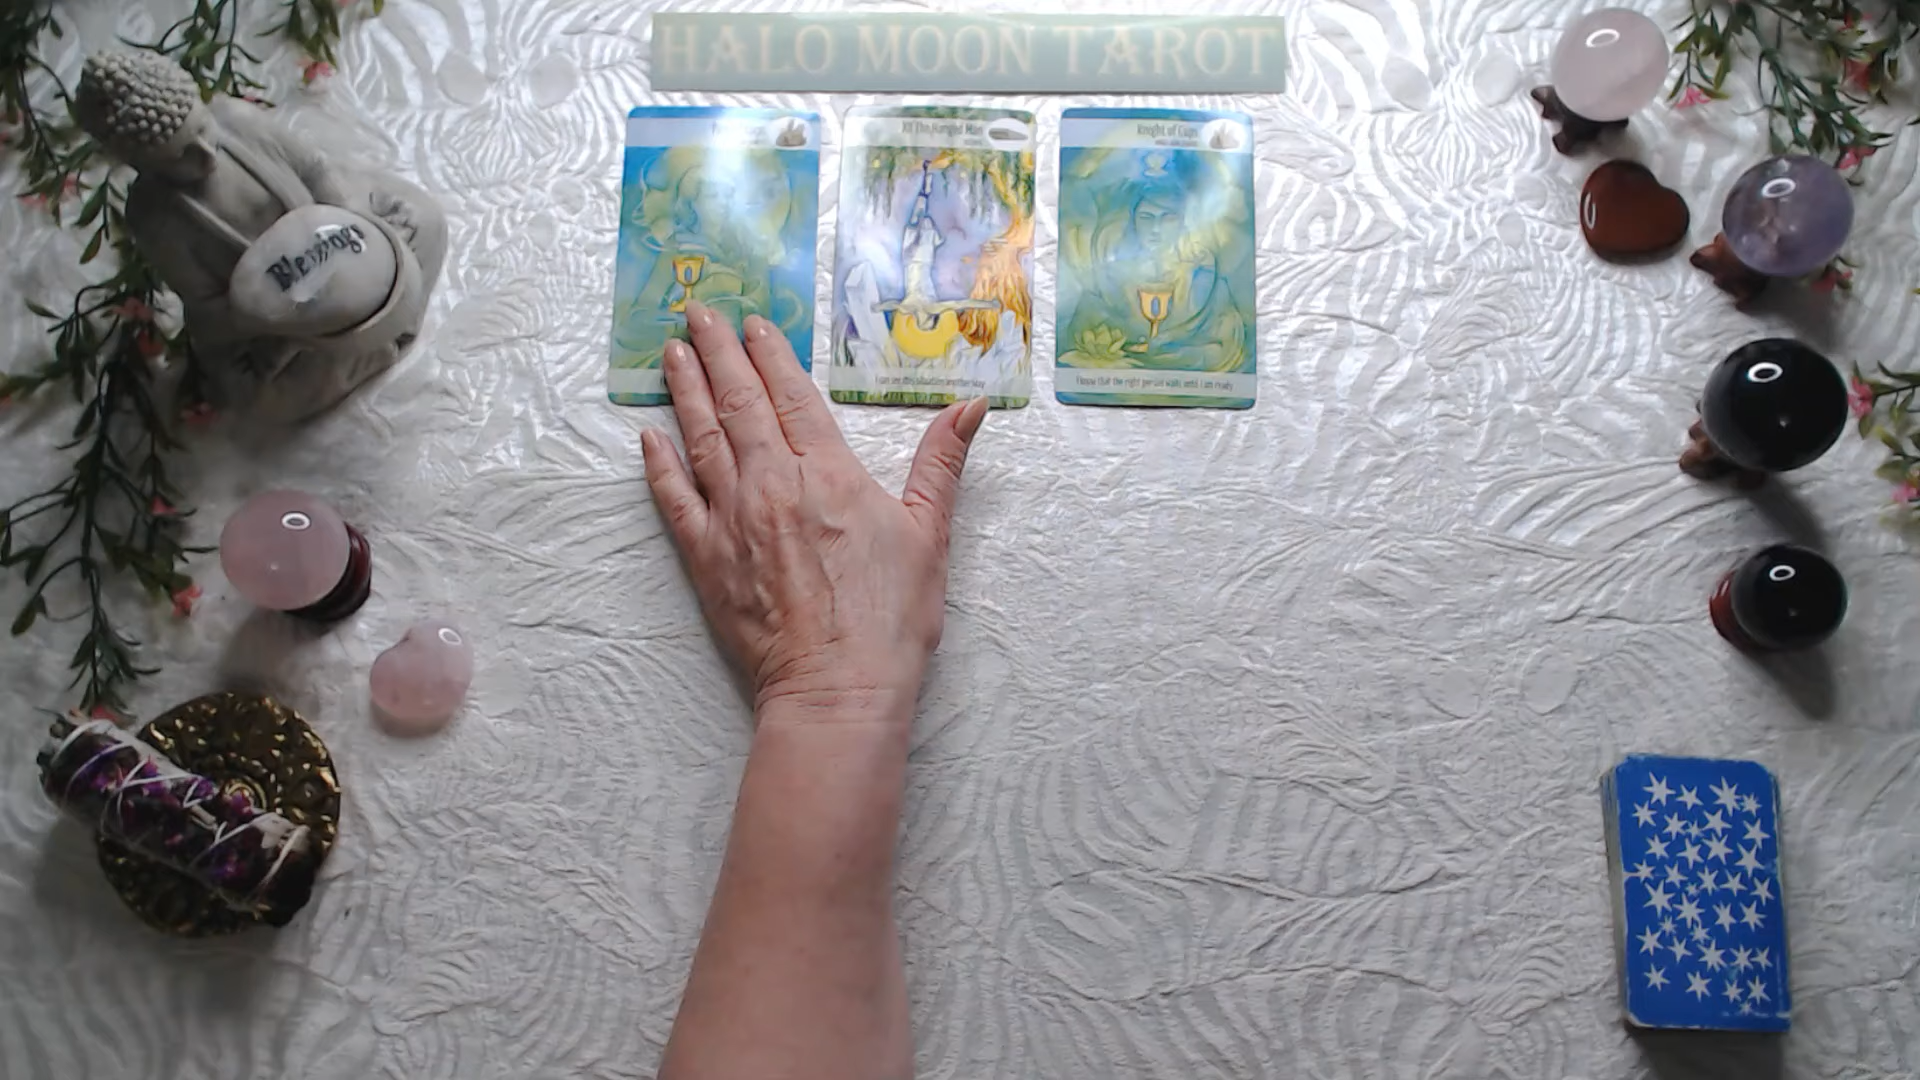 HALO MOON TAROT
XII The Hanged Man
Knight of Cups
Blessings
I can see this situation another way
I know that the right person waits until I am ready